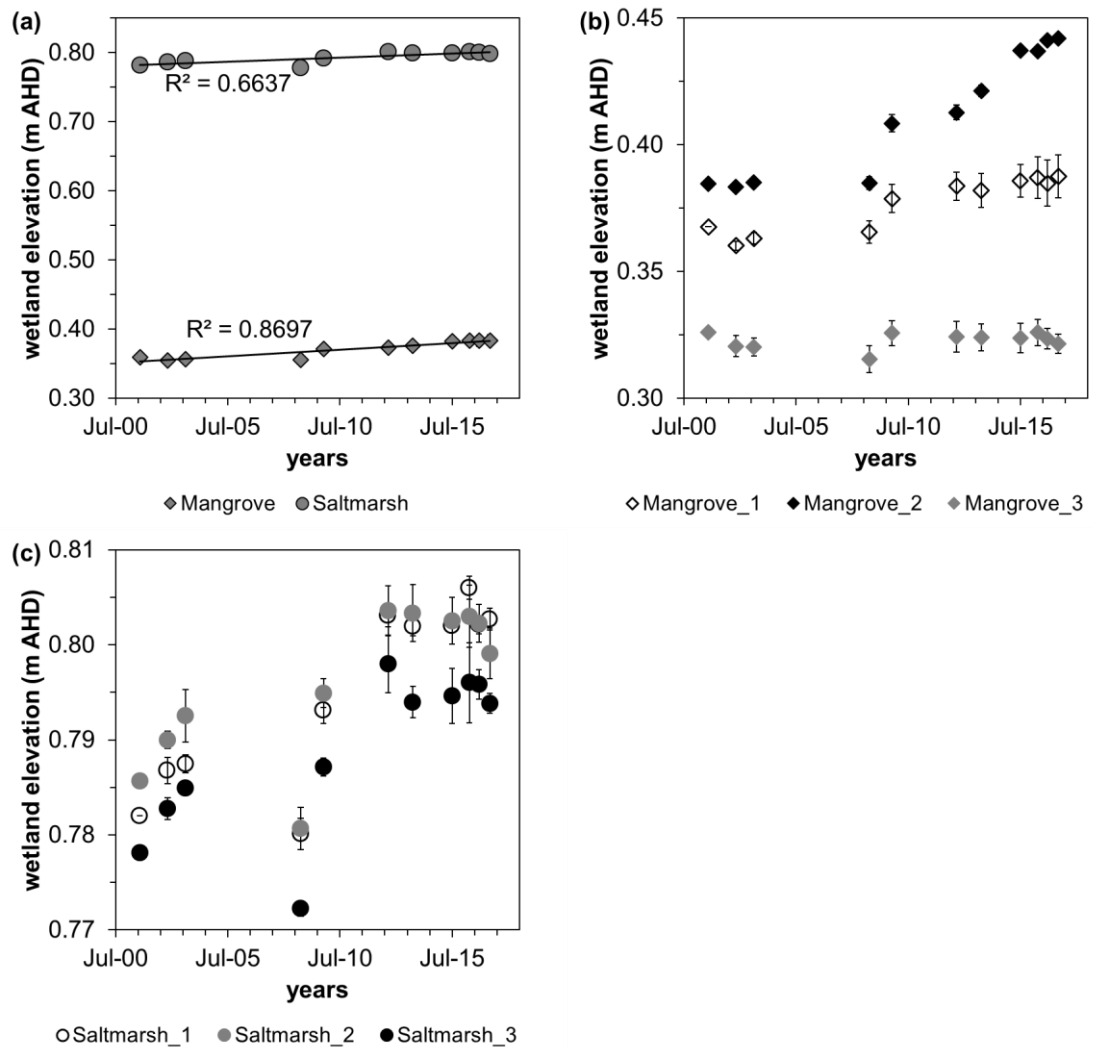 (a)
wetland elevation (m AHD)
0.80
0.70
0.80
0.50
0.40
0.30
R² = 0.6637
R² = 0.8697
Jul-00 Jul-05 Jul-10 Jul-15
years
Mangrove Saltmarsh
(b)
wetland elevation (m AHD)
0.45
0.40
0.35
0.30
Jul-00 Jul-05 Jul-10 Jul-15
years
Mangrove_1 Mangrove_2 Mangrove_3
(c)
wetland elevation (m AHD)
0.81
0.80
0.79
0.78
0.77
Jul-00 Jul-05 Jul-10 Jul-15
years
Saltmarsh_1 Saltmarsh_2 Saltmarsh_3